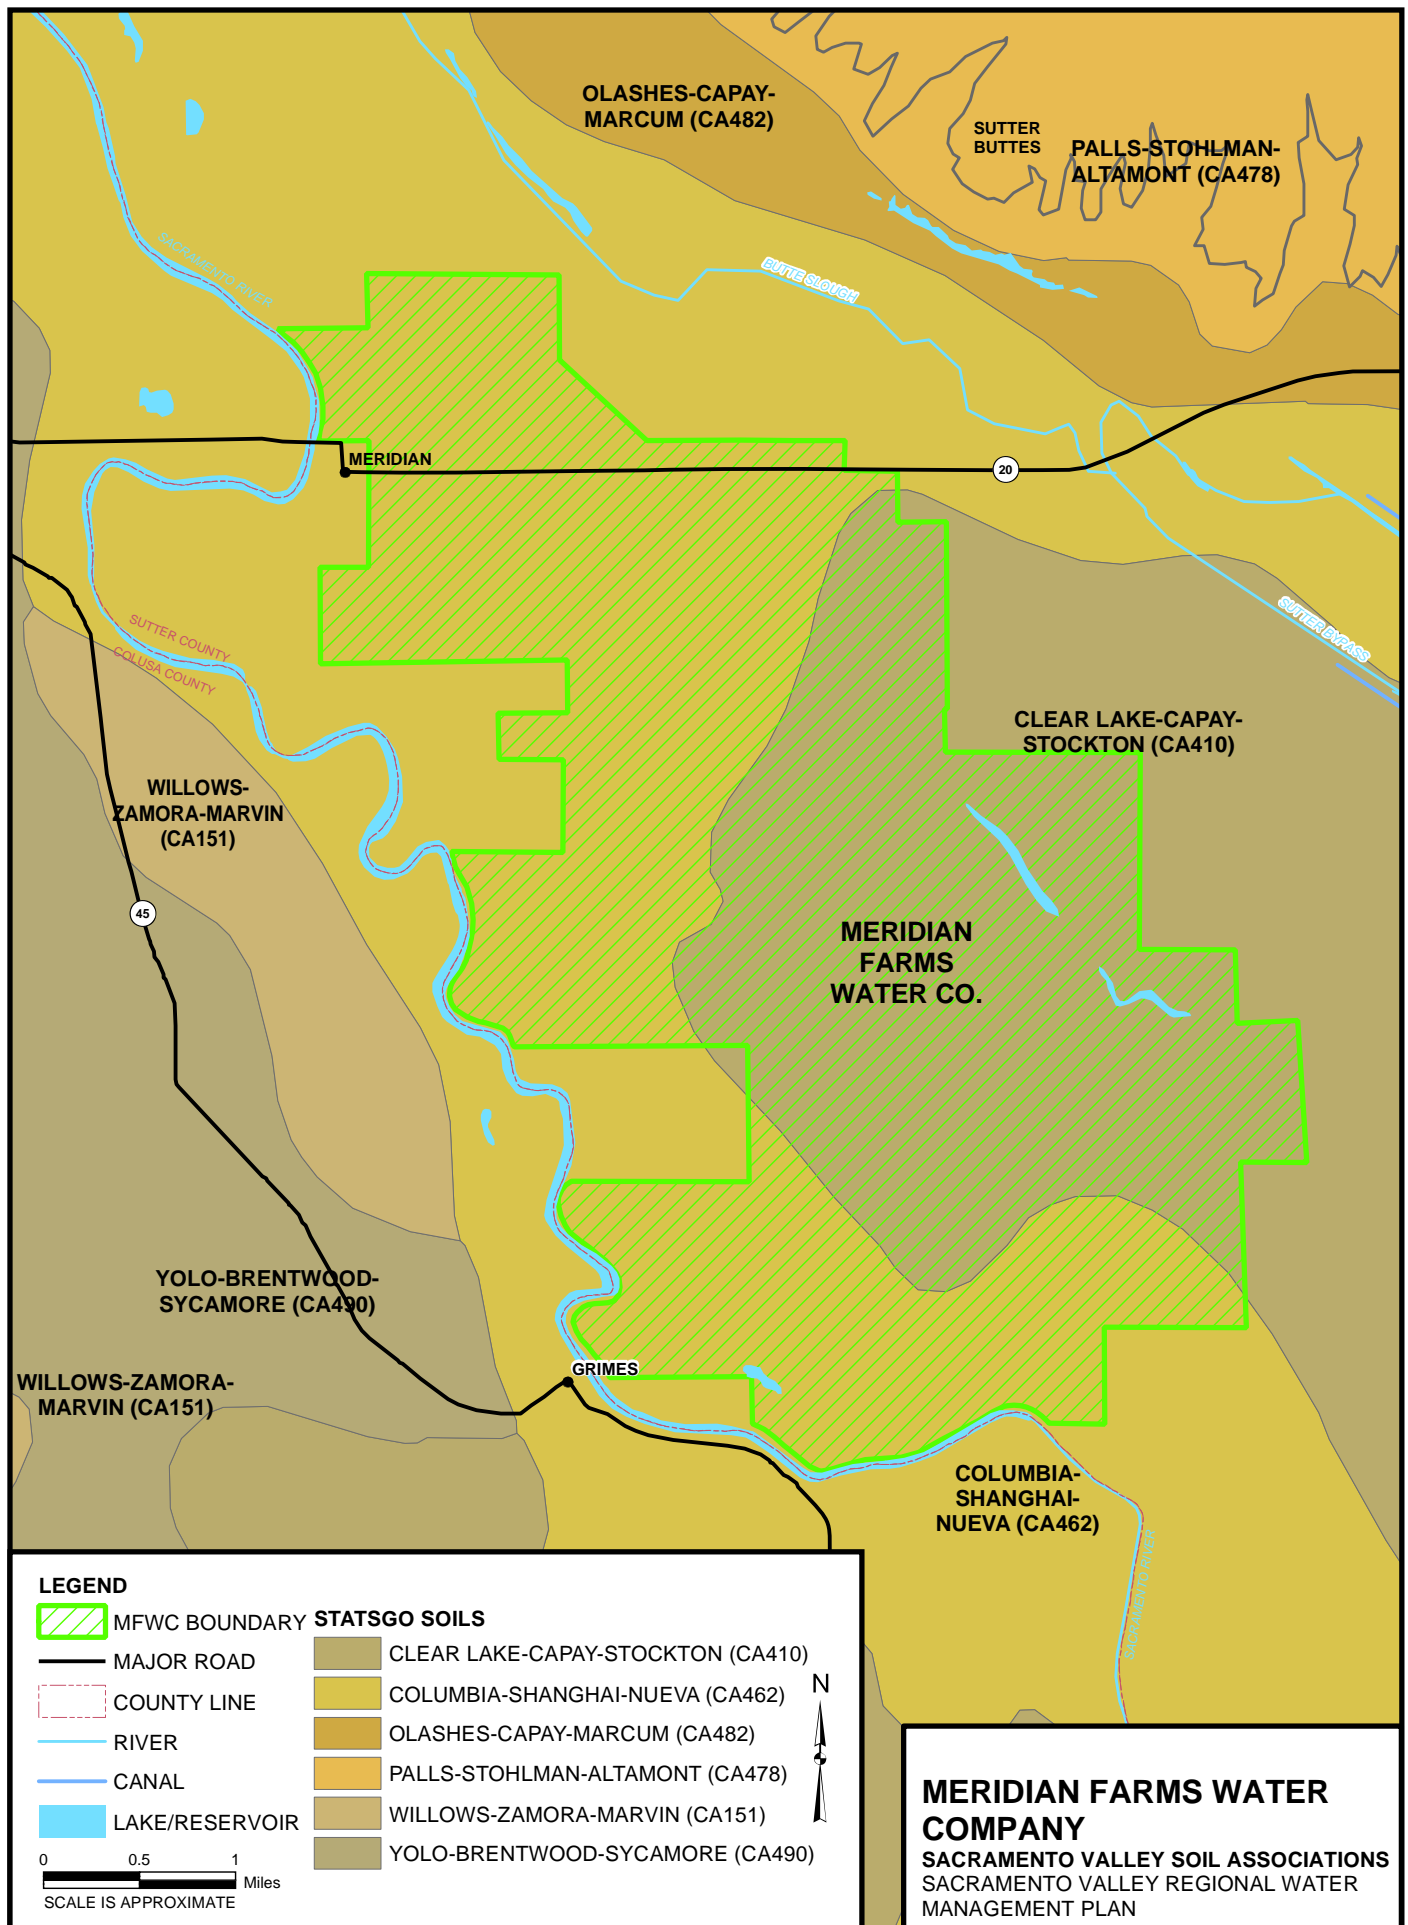 OLASHES-CAPAY-
MARCUM (CA482)
SUTTER
BUTTES
PALLS-STOHLMAN-
ALTAMONT (CA478)
SACRAMENTO RIVER
BUTTE SLOUGH
MERIDIAN
20
SUTTER BYPASS
SUTTER COUNTY
COLUSA COUNTY
CLEAR LAKE-CAPAY-
STOCKTON (CA410)
WILLOWS-
ZAMORA-MARVIN
(CA151)
45
MERIDIAN
FARMS
WATER CO.
YOLO-BRENTWOOD-
SYCAMORE (CA490)
GRIMES
WILLOWS-ZAMORA-
MARVIN (CA151)
COLUMBIA-
SHANGHAI-
NUEVA (CA462)
SACRAMENTO RIVER
LEGEND
MFWC BOUNDARY
MAJOR ROAD
COUNTY LINE
RIVER
CANAL
LAKE/RESERVOIR
0 0.5 1
Miles
SCALE IS APPROXIMATE
STATSGO SOILS
CLEAR LAKE-CAPAY-STOCKTON (CA410)
COLUMBIA-SHANGHAI-NUEVA (CA462)
OLASHES-CAPAY-MARCUM (CA482)
PALLS-STOHLMAN-ALTAMONT (CA478)
WILLOWS-ZAMORA-MARVIN (CA151)
YOLO-BRENTWOOD-SYCAMORE (CA490)
N
MERIDIAN FARMS WATER
COMPANY
SACRAMENTO VALLEY SOIL ASSOCIATIONS
SACRAMENTO VALLEY REGIONAL WATER
MANAGEMENT PLAN